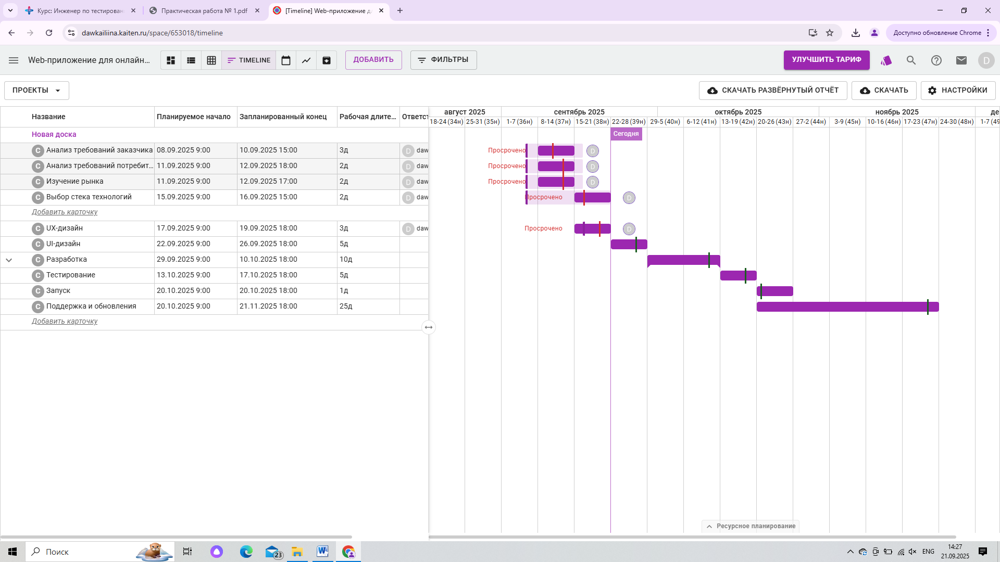 Курс: Инженер по тестирован
Практическая работа № 1.pdf
[Timeline] Web-приложение д
dawkailiina.kaiten.ru/space/653018/timeline
Доступно обновление Chrome
Web-приложение для онлайн...
TIMELINE
ДОБАВИТЬ
ФИЛЬТРЫ
УЛУЧШИТЬ ТАРИФ
D
ПРОЕКТЫ
СКАЧАТЬ РАЗВЁРНУТЫЙ ОТЧЁТ
СКАЧАТЬ
НАСТРОЙКИ
Название Планируемое начало Запланированный конец Рабочая длите... Ответст
август 2025 сентябрь 2025 октябрь 2025 ноябрь 2025 де
18-24 (34н) 25-31 (35н) 1-7 (36н) 8-14 (37н) 15-21 (38н) 22-28 (39н) 29-5 (40н) 6-12 (41н) 13-19 (42н) 20-26 (43н) 27-2 (44н) 3-9 (45н) 10-16 (46н) 17-23 (47н) 24-30 (48н) 1-7 (49
Новая доска
Сегодня
С Анализ требований заказчика 08.09.2025 9:00 10.09.2025 15:00 3д D daw Просрочено D
С Анализ требований потребит... 11.09.2025 9:00 12.09.2025 18:00 2д D daw Просрочено D
С Изучение рынка 11.09.2025 9:00 12.09.2025 17:00 2д D daw Просрочено D
С Выбор стека технологий 15.09.2025 9:00 16.09.2025 15:00 2д D daw Просрочено D
Добавить карточку
С UX-дизайн 17.09.2025 9:00 19.09.2025 18:00 3д D daw Просрочено D
С UI-дизайн 22.09.2025 9:00 26.09.2025 18:00 5д
С Разработка 29.09.2025 9:00 10.10.2025 18:00 10д
С Тестирование 13.10.2025 9:00 17.10.2025 18:00 5д
С Запуск 20.10.2025 9:00 20.10.2025 18:00 1д
С Поддержка и обновления 20.10.2025 9:00 21.11.2025 18:00 25д
Добавить карточку
Ресурсное планирование
Поиск
23
ENG
14:27
21.09.2025